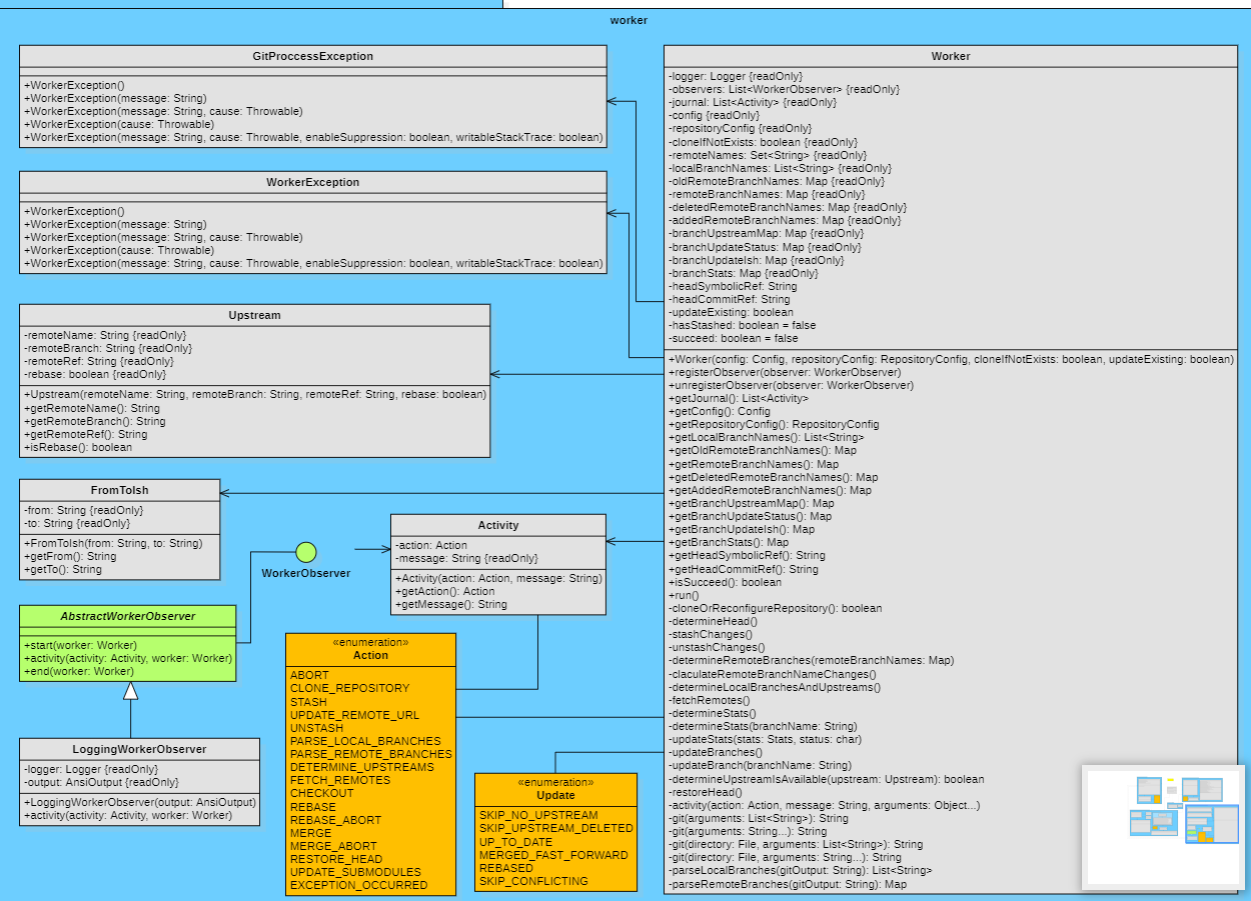 worker
GitProccessException
+WorkerException()
+WorkerException(message: String)
+WorkerException(message: String, cause: Throwable)
+WorkerException(cause: Throwable)
+WorkerException(message: String, cause: Throwable, enableSuppression: boolean, writableStackTrace: boolean)
WorkerException
+WorkerException()
+WorkerException(message: String)
+WorkerException(message: String, cause: Throwable)
+WorkerException(cause: Throwable)
+WorkerException(message: String, cause: Throwable, enableSuppression: boolean, writableStackTrace: boolean)
Upstream
-remoteName: String {readOnly}
-remoteBranch: String {readOnly}
-remoteRef: String {readOnly}
-rebase: boolean {readOnly}
+Upstream(remoteName: String, remoteBranch: String, remoteRef: String, rebase: boolean)
+getRemoteName(): String
+getRemoteBranch(): String
+getRemoteRef(): String
+isRebase(): boolean
FromToIsh
-from: String {readOnly}
-to: String {readOnly}
+FromToIsh(from: String, to: String)
+getFrom(): String
+getTo(): String
WorkerObserver
Activity
-action: Action
-message: String {readOnly}
+Activity(action: Action, message: String)
+getAction(): Action
+getMessage(): String
AbstractWorkerObserver
+start(worker: Worker)
+activity(activity: Activity, worker: Worker)
+end(worker: Worker)
LoggingWorkerObserver
-logger: Logger {readOnly}
-output: AnsiOutput {readOnly}
+LoggingWorkerObserver(output: AnsiOutput)
+activity(activity: Activity, worker: Worker)
«enumeration»
Action
ABORT
CLONE_REPOSITORY
STASH
UPDATE_REMOTE_URL
UNSTASH
PARSE_LOCAL_BRANCHES
PARSE_REMOTE_BRANCHES
DETERMINE_UPSTREAMS
FETCH_REMOTES
CHECKOUT
REBASE
REBASE_ABORT
MERGE
MERGE_ABORT
RESTORE_HEAD
UPDATE_SUBMODULES
EXCEPTION_OCCURRED
«enumeration»
Update
SKIP_NO_UPSTREAM
SKIP_UPSTREAM_DELETED
UP_TO_DATE
MERGED_FAST_FORWARD
REBASED
SKIP_CONFLICTING
Worker
-logger: Logger {readOnly}
-observers: List<WorkerObserver> {readOnly}
-journal: List<Activity> {readOnly}
-config {readOnly}
-repositoryConfig {readOnly}
-cloneIfNotExists: boolean {readOnly}
-remoteNames: Set<String> {readOnly}
-localBranchNames: List<String> {readOnly}
-oldRemoteBranchNames: Map {readOnly}
-remoteBranchNames: Map {readOnly}
-deletedRemoteBranchNames: Map {readOnly}
-addedRemoteBranchNames: Map {readOnly}
-branchUpstreamMap: Map {readOnly}
-branchUpdateStatus: Map {readOnly}
-branchUpdateIsh: Map {readOnly}
-branchStats: Map {readOnly}
-headSymbolicRef: String
-headCommitRef: String
-updateExisting: boolean
-hasStashed: boolean = false
-succeed: boolean = false
+Worker(config: Config, repositoryConfig: RepositoryConfig, cloneIfNotExists: boolean, updateExisting: boolean)
+registerObserver(observer: WorkerObserver)
+unregisterObserver(observer: WorkerObserver)
+getJournal(): List<Activity>
+getConfig(): Config
+getRepositoryConfig(): RepositoryConfig
+getLocalBranchNames(): List<String>
+getOldRemoteBranchNames(): Map
+getRemoteBranchNames(): Map
+getDeletedRemoteBranchNames(): Map
+getAddedRemoteBranchNames(): Map
+getBranchUpstreamMap(): Map
+getBranchUpdateStatus(): Map
+getBranchUpdateIsh(): Map
+getBranchStats(): Map
+getHeadSymbolicRef(): String
+getHeadCommitRef(): String
+isSucceed(): boolean
+run()
-cloneOrReconfigureRepository(): boolean
-determineHead()
-stashChanges()
-unstashChanges()
-determineRemoteBranches(remoteBranchNames: Map)
-claculateRemoteBranchNameChanges()
-determineLocalBranchesAndUpstreams()
-fetchRemotes()
-determineStats()
-determineStats(branchName: String)
-updateStats(stats: Stats, status: char)
-updateBranches()
-updateBranch(branchName: String)
-determineUpstreamIsAvailable(upstream: Upstream): boolean
-restoreHead()
-activity(action: Action, message: String, arguments: Object...)
-git(arguments: List<String>): String
-git(arguments: String...): String
-git(directory: File, arguments: List<String>): String
-git(directory: File, arguments: String...): String
-parseLocalBranches(gitOutput: String): List<String>
-parseRemoteBranches(gitOutput: String): Map